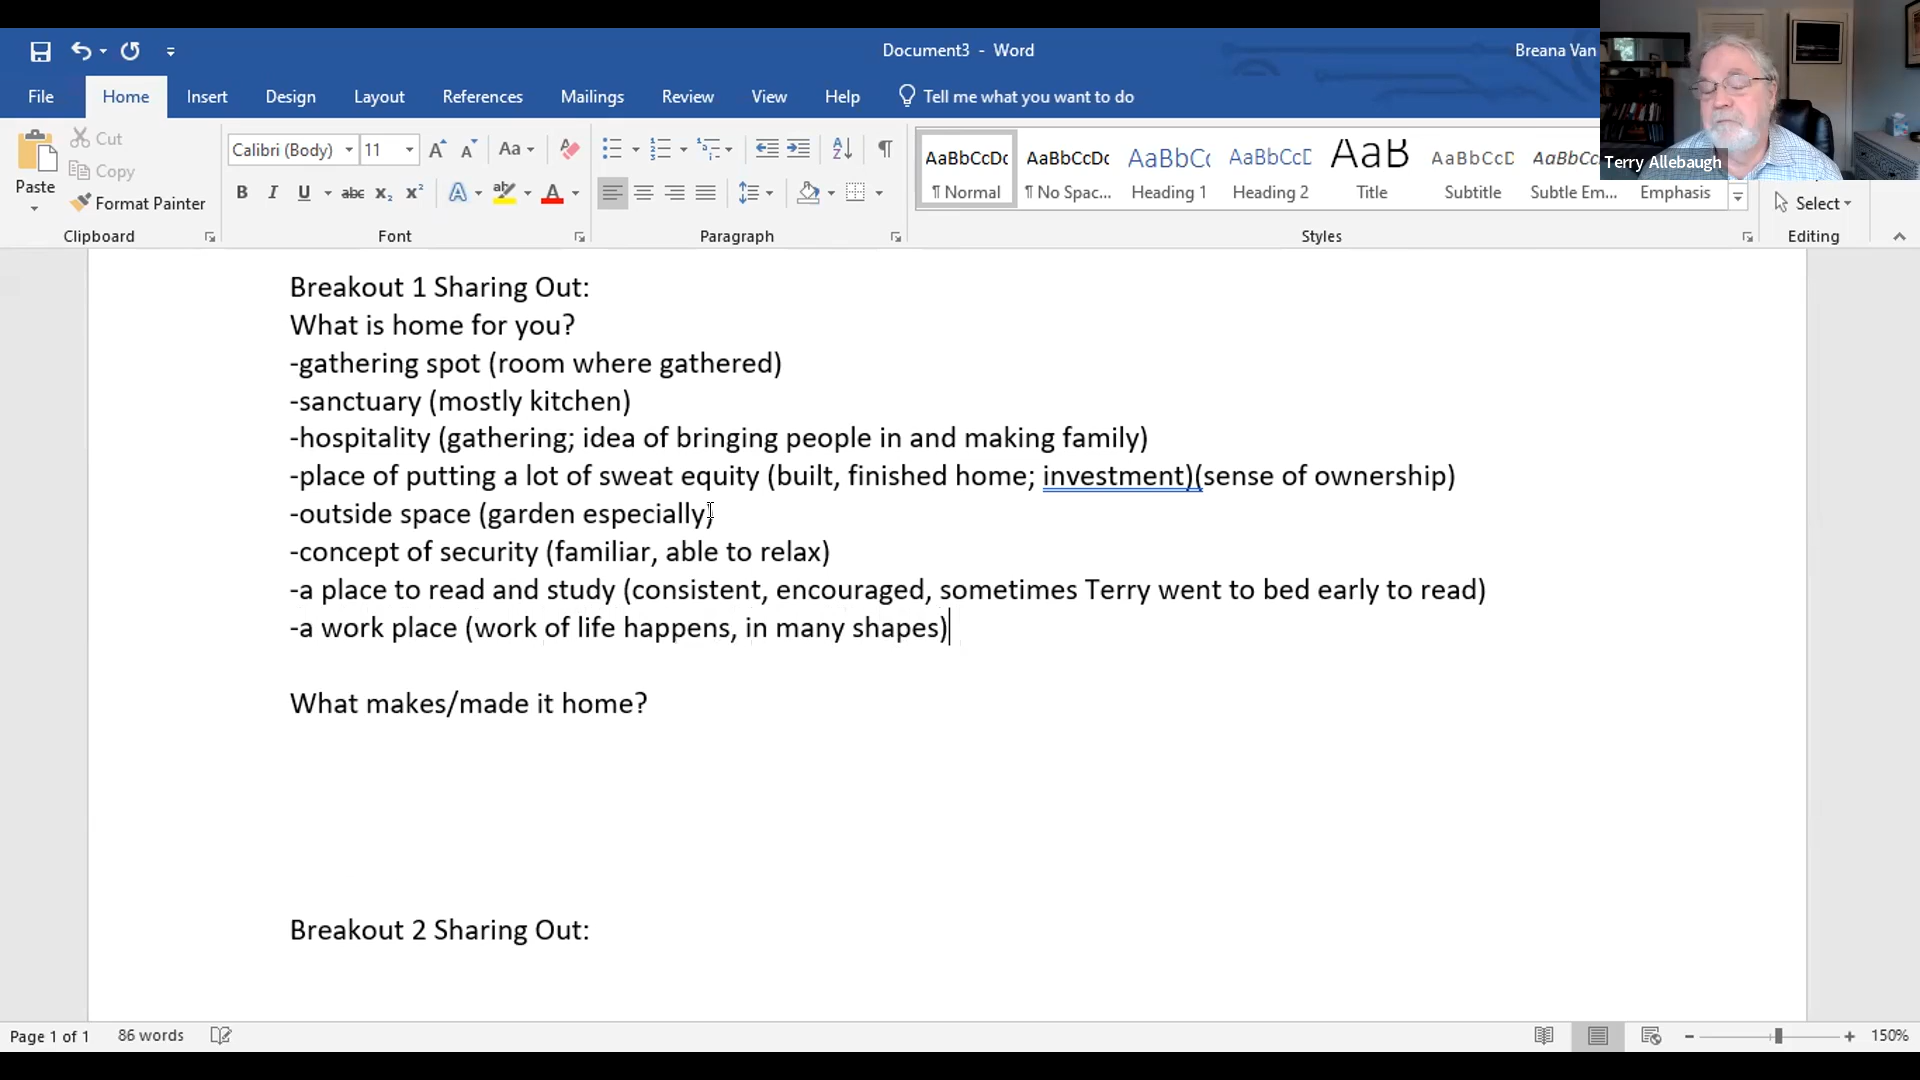 Document3 - Word
Breana Van
File Home Insert Design Layout References Mailings Review View Help Tell me what you want to do
Terry Allebaugh
Paste
Cut
Copy
Format Painter
Clipboard
Calibri (Body) 11
Aa
B I U abc x₂ x² A ab A
Font
Paragraph
AaBbCcDc AaBbCcDc AaBbC AaBbCcD AaB AaBbCcD AaBbCc
¶ Normal ¶ No Spac... Heading 1 Heading 2 Title Subtitle Subtle Em... Emphasis
Styles
Select
Editing
Breakout 1 Sharing Out:
What is home for you?
-gathering spot (room where gathered)
-sanctuary (mostly kitchen)
-hospitality (gathering; idea of bringing people in and making family)
-place of putting a lot of sweat equity (built, finished home; investment)(sense of ownership)
-outside space (garden especially)
-concept of security (familiar, able to relax)
-a place to read and study (consistent, encouraged, sometimes Terry went to bed early to read)
-a work place (work of life happens, in many shapes)
What makes/made it home?
Breakout 2 Sharing Out:
Page 1 of 1 86 words
150%